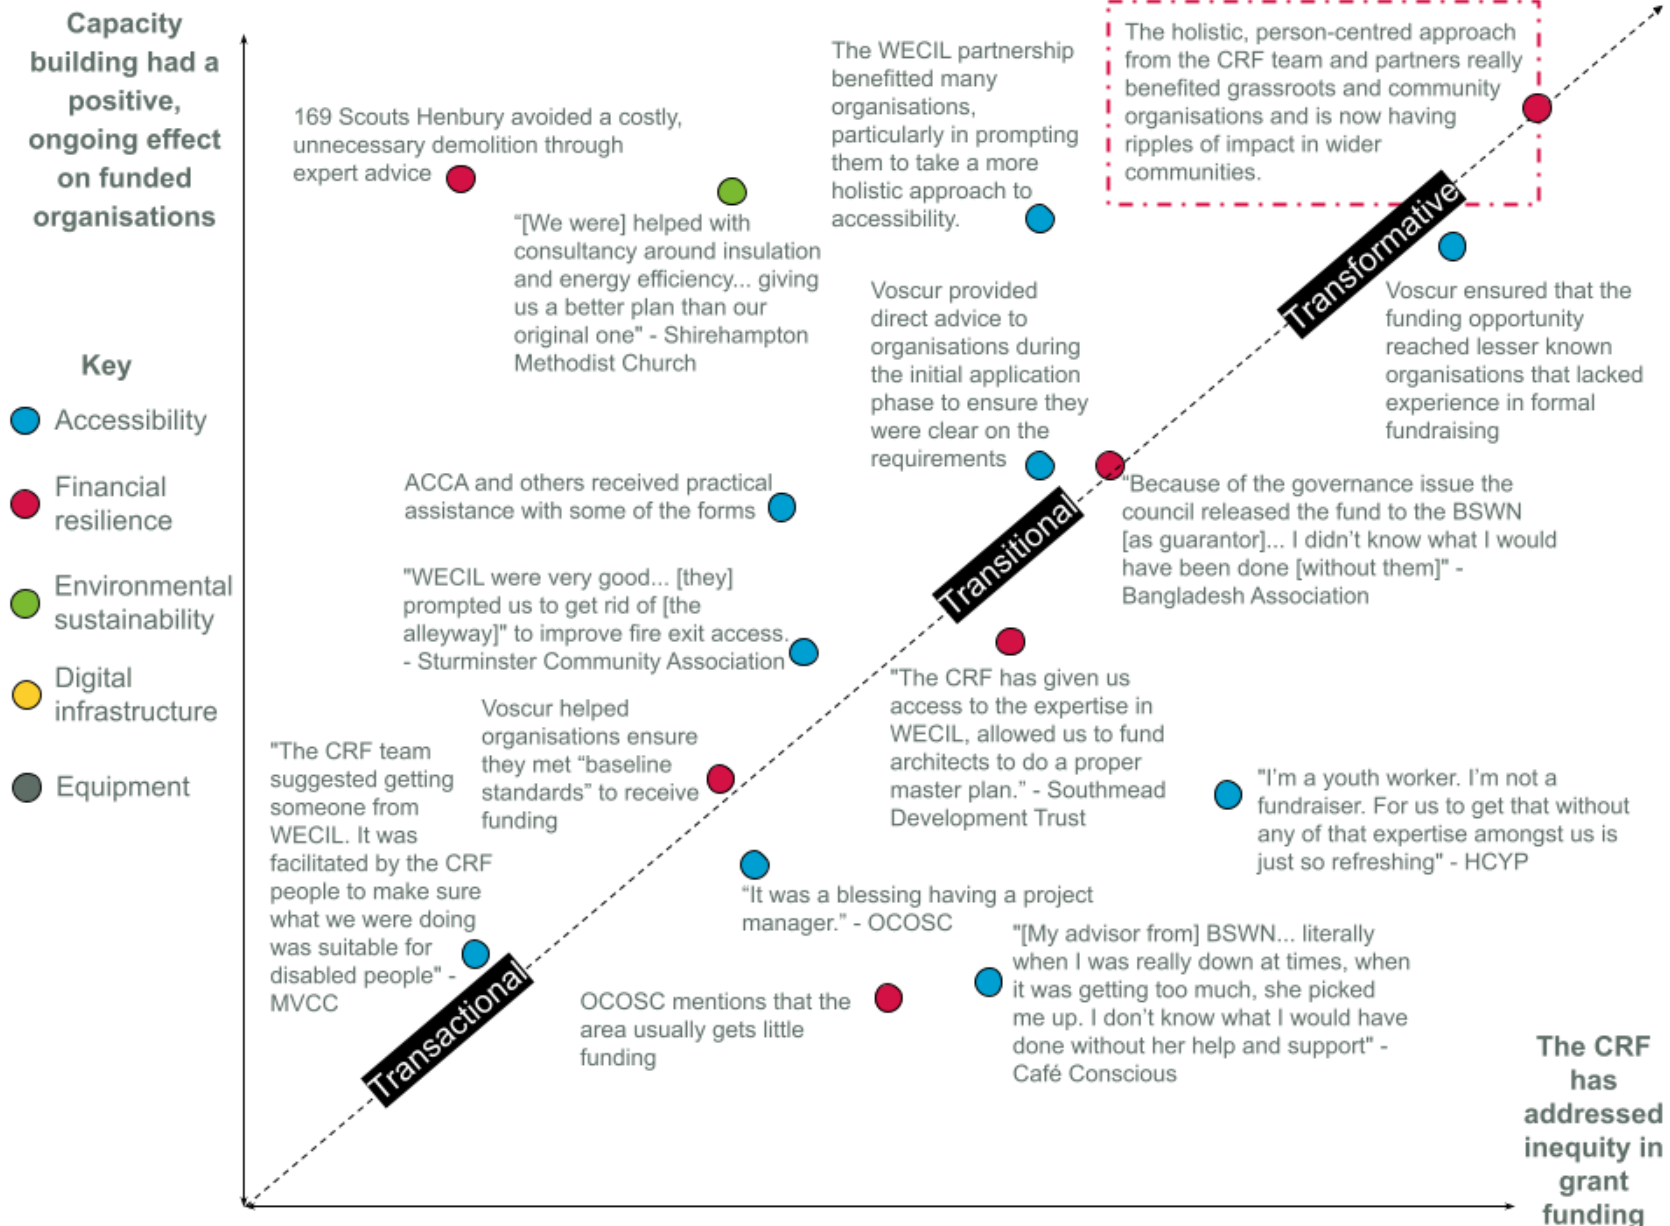 Capacity
building had a
positive,
ongoing effect
on funded
organisations
Key
Accessibility
Financial
resilience
Environmental
sustainability
Digital
infrastructure
Equipment
169 Scouts Henbury avoided a costly,
unnecessary demolition through
expert advice
“[We were] helped with
consultancy around insulation
and energy efficiency... giving
us a better plan than our
original one" - Shirehampton
Methodist Church
The WECIL partnership
benefitted many
organisations,
particularly in prompting
them to take a more
holistic approach to
accessibility.
The holistic, person-centred approach
from the CRF team and partners really
benefited grassroots and community
organisations and is now having
ripples of impact in wider
communities.
Transformative
Voscur provided
direct advice to
organisations during
the initial application
phase to ensure they
were clear on the
requirements
Voscur ensured that the
funding opportunity
reached lesser known
organisations that lacked
experience in formal
fundraising
ACCA and others received practical
assistance with some of the forms
"Because of the governance issue the
council released the fund to the BSWN
[as guarantor]... I didn’t know what I would
have been done [without them]" -
Bangladesh Association
Transitional
"WECIL were very good... [they]
prompted us to get rid of [the
alleyway]" to improve fire exit access.
- Sturminster Community Association
"The CRF has given us
access to the expertise in
WECIL, allowed us to fund
architects to do a proper
master plan.” - Southmead
Development Trust
Voscur helped
organisations ensure
they met “baseline
standards” to receive
funding
"The CRF team
suggested getting
someone from
WECIL. It was
facilitated by the CRF
people to make sure
what we were doing
was suitable for
disabled people" -
MVCC
"I’m a youth worker. I’m not a
fundraiser. For us to get that without
any of that expertise amongst us is
just so refreshing" - HCYP
“It was a blessing having a project
manager.” - OCOSC
"[My advisor from] BSWN... literally
when I was really down at times, when
it was getting too much, she picked
me up. I don’t know what I would have
done without her help and support" -
Café Conscious
OCOSC mentions that the
area usually gets little
funding
Transactional
The CRF
has
addressed
inequity in
grant
funding